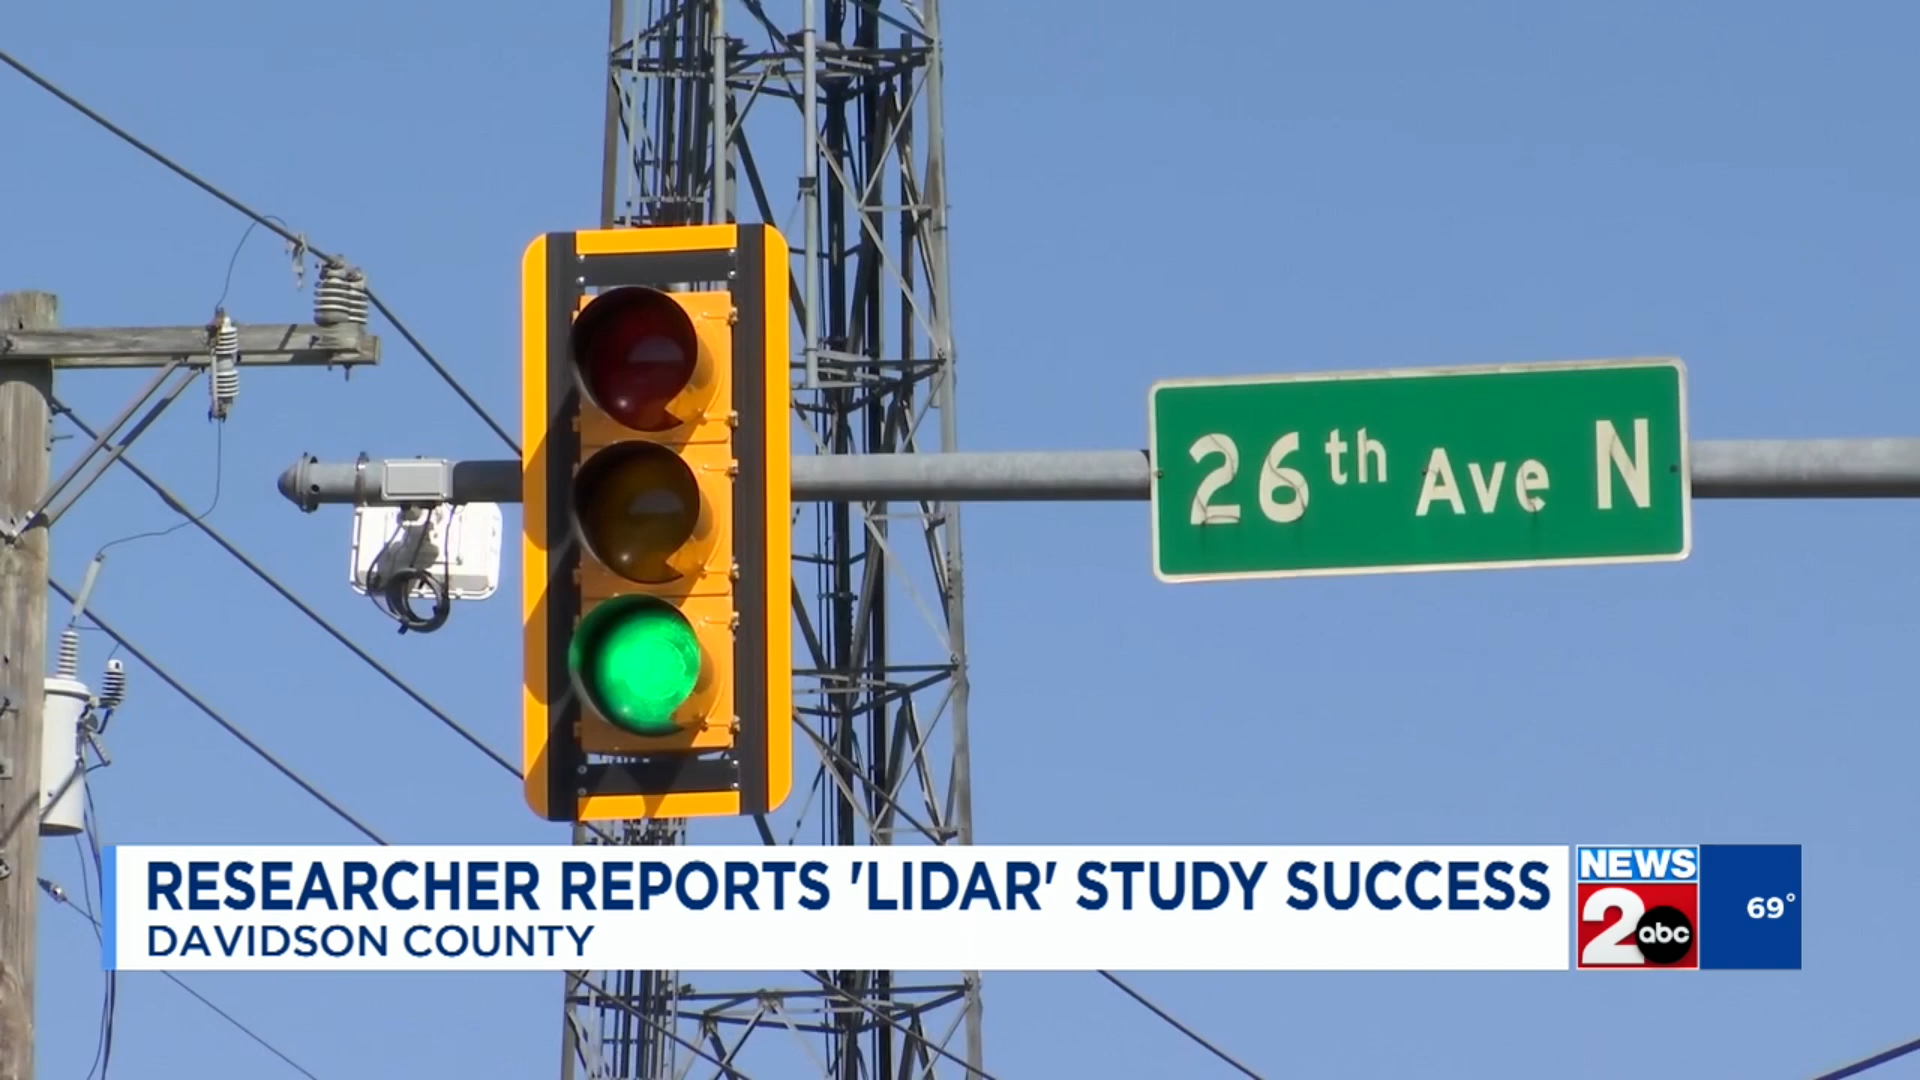 26th Ave N
RESEARCHER REPORTS 'LIDAR' STUDY SUCCESS
DAVIDSON COUNTY
NEWS
2
abc
69°